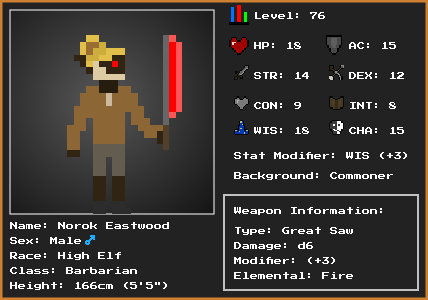 Level: 76
HP: 18 AC: 15
STR: 14 DEX: 12
CON: 9 INT: 8
WIS: 18 CHA: 15
Stat Modifier: WIS (+3)
Background: Commoner
Name: Norok Eastwood
Sex: Male♂
Race: High Elf
Class: Barbarian
Height: 166cm (5'5")
Weapon Information:
Type: Great Saw
Damage: d6
Modifier: (+3)
Elemental: Fire